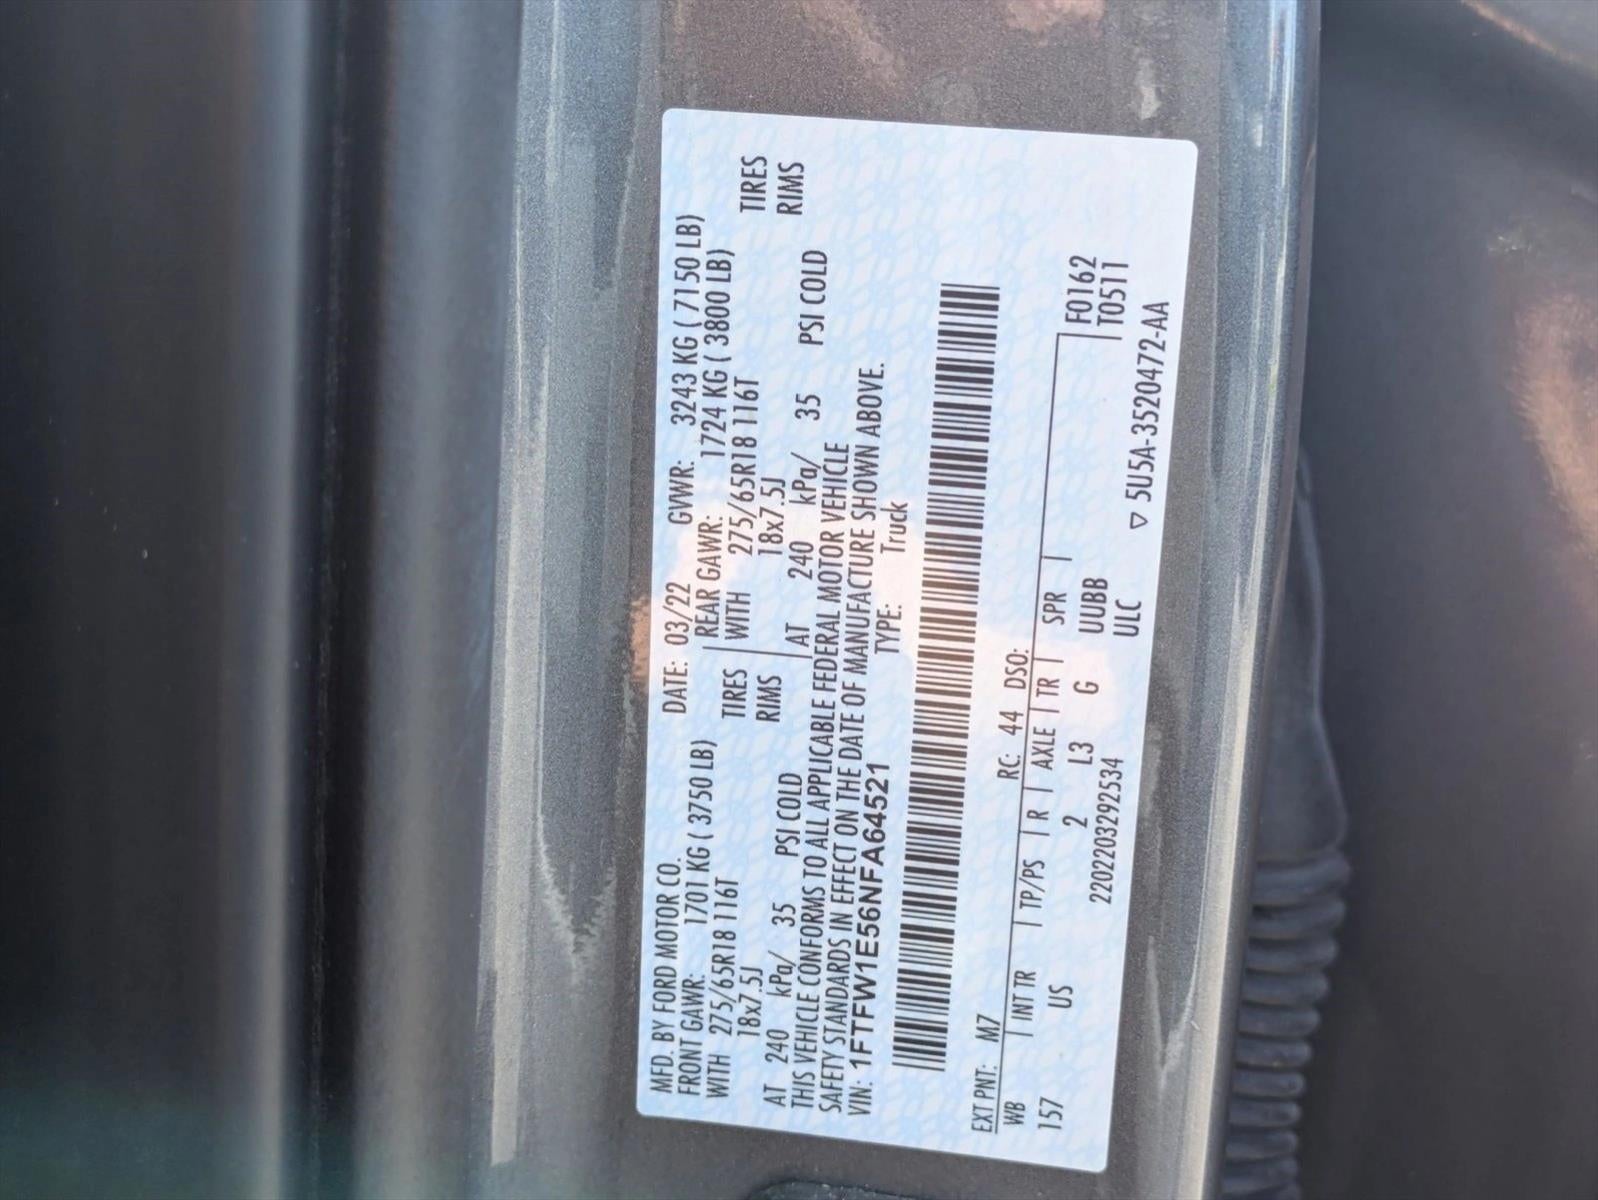 MFD. BY FORD MOTOR CO.
DATE: 03/22 GVWR: 3243 KG ( 7150 LB)
FRONT GAWR: 1701 KG ( 3750 LB)
REAR GAWR: 1724 KG ( 3800 LB)
WITH 275/65R18 116T TIRES
WITH 275/65R18 116T TIRES
18x7.5J RIMS
18x7.5J RIMS
AT 240 kPa/ 35 PSI COLD
AT 240 kPa/ 35 PSI COLD
THIS VEHICLE CONFORMS TO ALL APPLICABLE FEDERAL MOTOR VEHICLE
SAFETY STANDARDS IN EFFECT ON THE DATE OF MANUFACTURE SHOWN ABOVE.
VIN: 1FTFW1E56NFA64521 TYPE: Truck
EXT PNT: M7 RC: 44 DSO:
WB INT TR TP/PS R AXLE TR SPR F0162
157 US 2 L3 G UUBB T0511
2202203292534 ULC ▽ 5U5A-3520472-AA